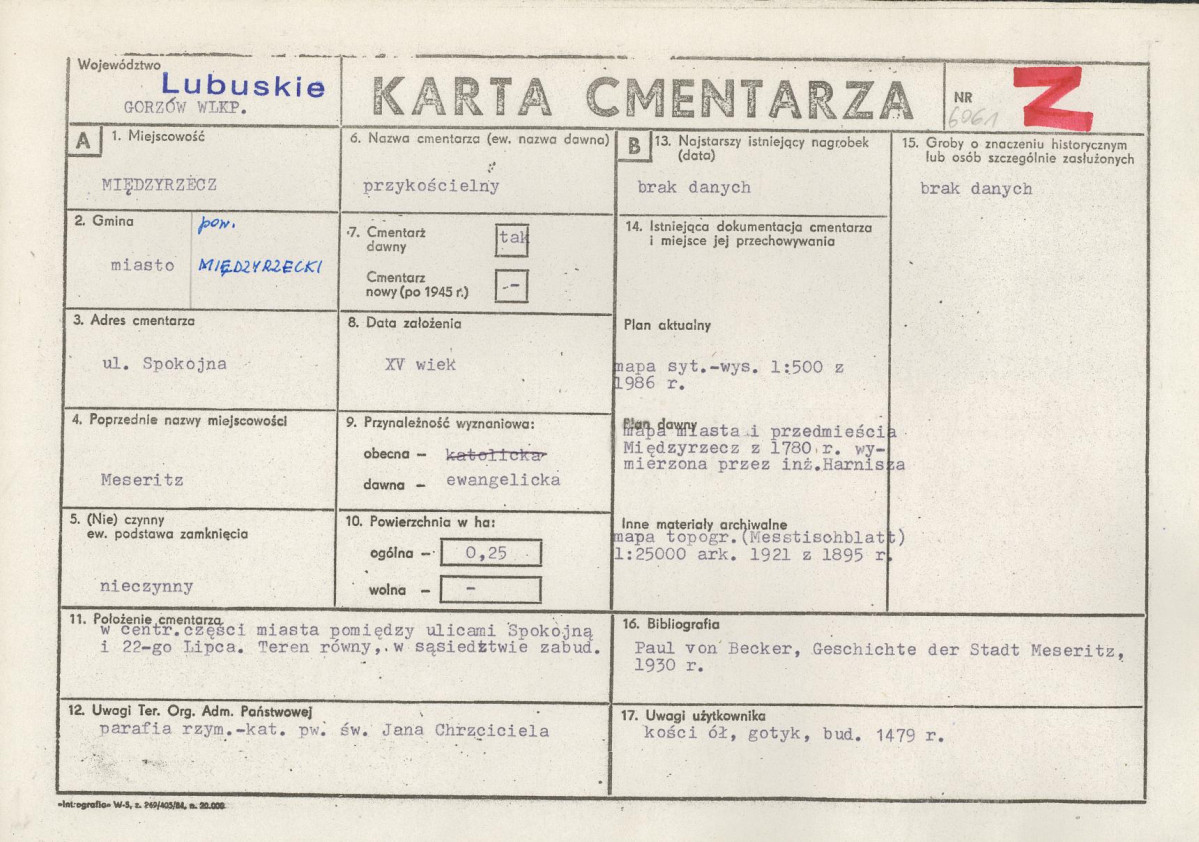 Województwo
Lubuskie
GORZÓW WLKP.
KARTA CMENTARZA
NR
6061
Z
A
1. Miejscowość
MIĘDZYRZECZ
2. Gmina
miasto
pow.
MIĘDZYRZECKI
3. Adres cmentarza
ul. Spokojna
4. Poprzednie nazwy miejscowości
Meseritz
5. (Nie) czynny
ew. podstawa zamknięcia
nieczynny
6. Nazwa cmentarza (ew. nazwa dawna)
przykościelny
7. Cmentarz
dawny
tak
Cmentarz
nowy (po 1945 r.)
-
8. Data założenia
XV wiek
9. Przynależność wyznaniowa:
obecna — katolicka
dawna — ewangelicka
10. Powierzchnia w ha:
ogólna — 0,25
wolna — -
11. Położenie cmentarza
w centr.części miasta pomiędzy ulicami Spokojną
i 22-go Lipca. Teren równy, w sąsiedztwie zabud.
12. Uwagi Ter. Org. Adm. Państwowej
parafia rzym.-kat. pw. św. Jana Chrzciciela
B
13. Najstarszy istniejący nagrobek
(data)
brak danych
14. Istniejąca dokumentacja cmentarza
i miejsce jej przechowywania
Plan aktualny
mapa syt.-wys. 1:500 z
1986 r.
Plan dawny
mapa miasta i przedmieścia
Międzyrzecz z 1780 r. wy-
mierzona przez inż.Harnisza
Inne materiały archiwalne
mapa topogr.(Messtischblatt)
1:25000 ark. 1921 z 1895 r.
15. Groby o znaczeniu historycznym
lub osób szczególnie zasłużonych
brak danych
16. Bibliografia
Paul von Becker, Geschichte der Stadt Meseritz,
1930 r.
17. Uwagi użytkownika
kości ół, gotyk, bud. 1479 r.
«Intrografia» W-5, z. 269/405/84, n. 20.000